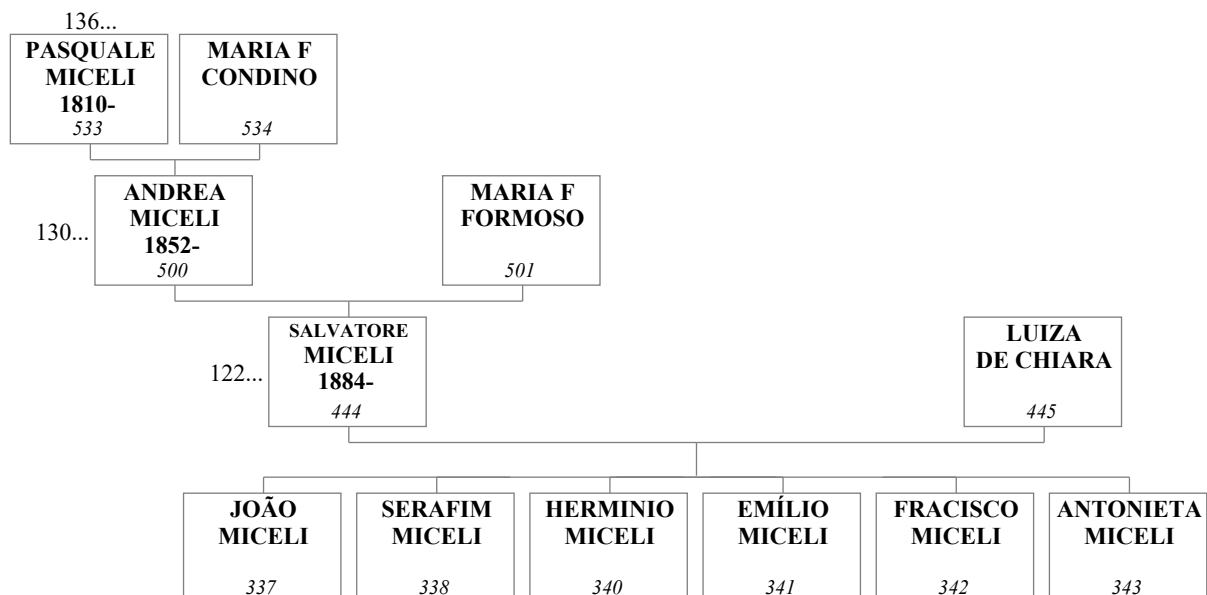 136...
PASQUALE
MICELI
1810-
533
MARIA F
CONDINO
534
130...
ANDREA
MICELI
1852-
500
MARIA F
FORMOSO
501
122...
SALVATORE
MICELI
1884-
444
LUIZA
DE CHIARA
445
JOÃO
MICELI
337
SERAFIM
MICELI
338
HERMINIO
MICELI
340
EMÍLIO
MICELI
341
FRACISCO
MICELI
342
ANTONIETA
MICELI
343